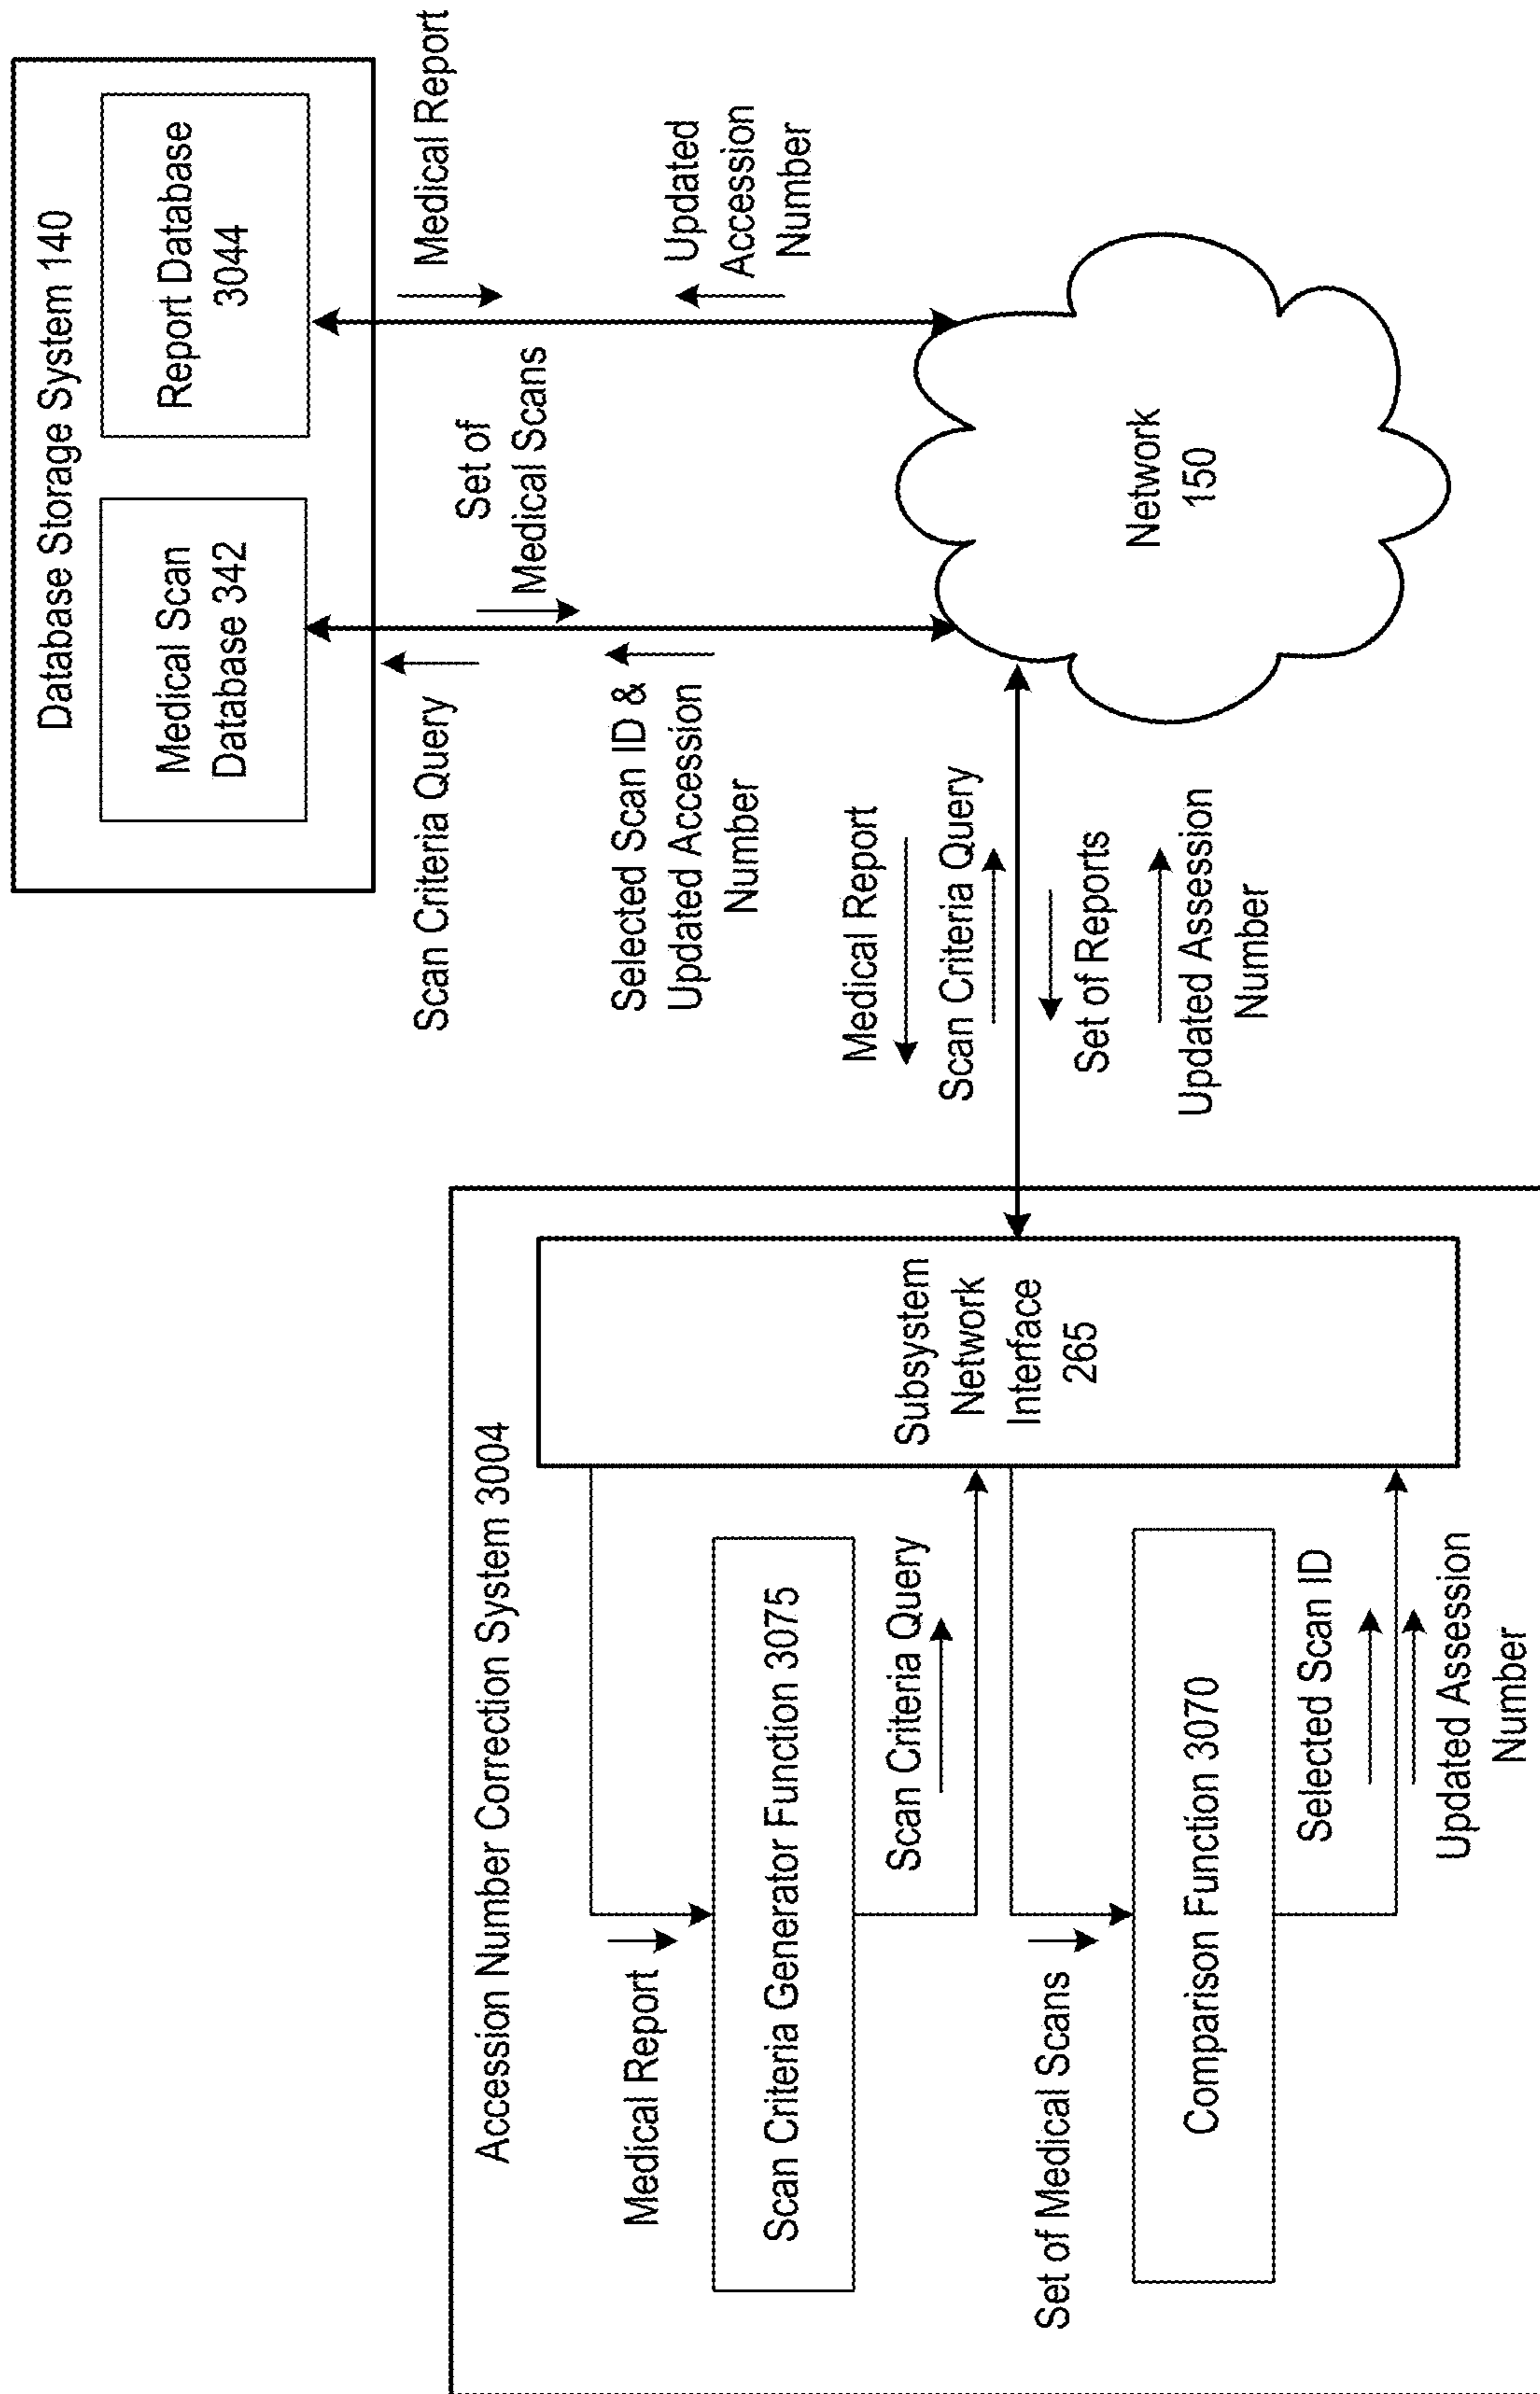 Database Storage System 140
Medical Scan
Database 342
Report Database
3044
Scan Criteria Query
Set of
Medical Scans
Selected Scan ID &
Updated Accession
Number
Medical Report
Updated
Accession
Number
Network
150
Medical Report
Scan Criteria Query
Set of Reports
Updated Assession
Number
Accession Number Correction System 3004
Subsystem
Network
Interface
265
Medical Report
Scan Criteria Generator Function 3075
Scan Criteria Query
Set of Medical Scans
Comparison Function 3070
Selected Scan ID
Updated Assession
Number